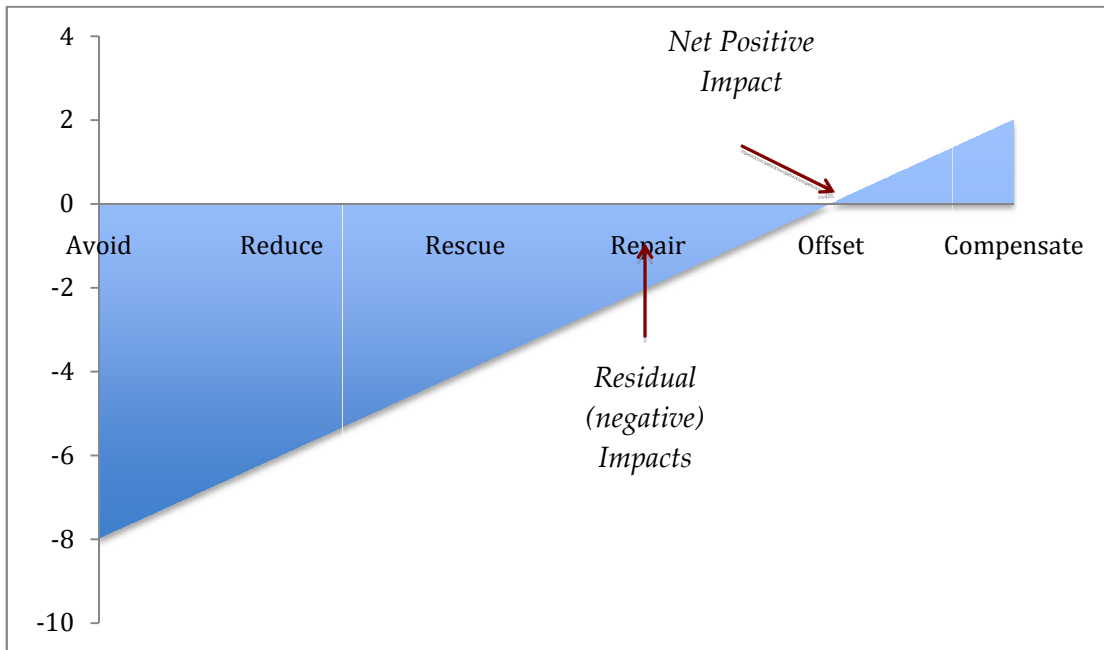 4
Net Positive
Impact
2
0
Avoid Reduce Rescue Repair Offset Compensate
-2
-4
Residual
(negative)
Impacts
-6
-8
-10